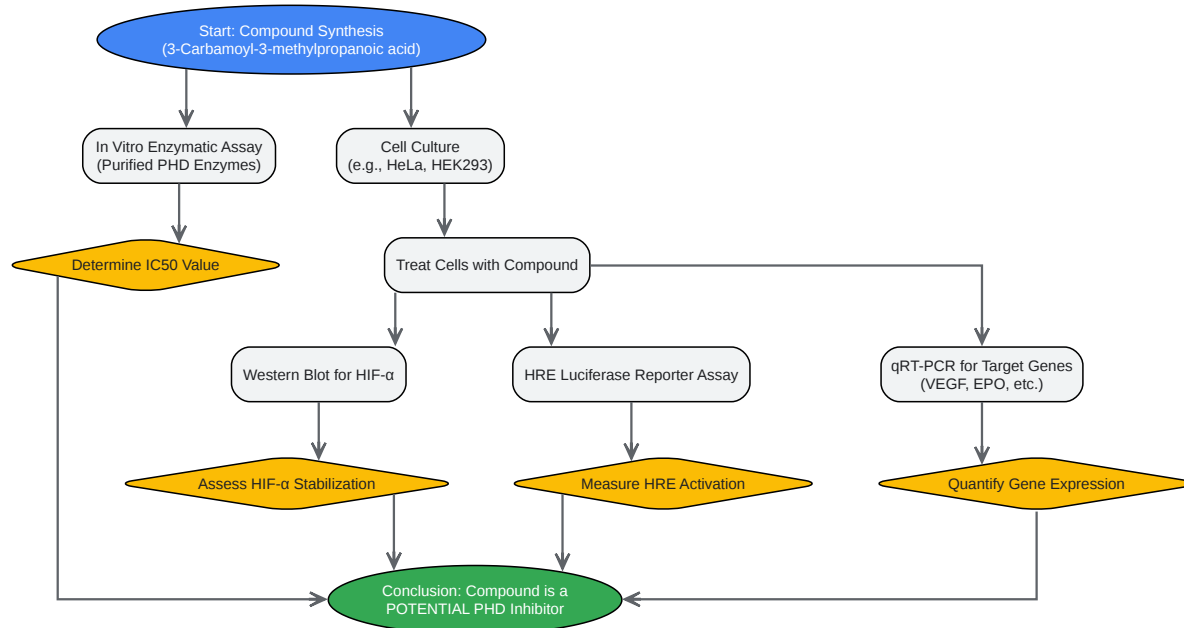 Start: Compound Synthesis
(3-Carbamoyl-3-methylpropanoic acid)
In Vitro Enzymatic Assay
(Purified PHD Enzymes)
Cell Culture
(e.g., HeLa, HEK293)
Determine IC50 Value
Treat Cells with Compound
Western Blot for HIF-α
HRE Luciferase Reporter Assay
qRT-PCR for Target Genes
(VEGF, EPO, etc.)
Assess HIF-α Stabilization
Measure HRE Activation
Quantify Gene Expression
Conclusion: Compound is a
POTENTIAL PHD Inhibitor